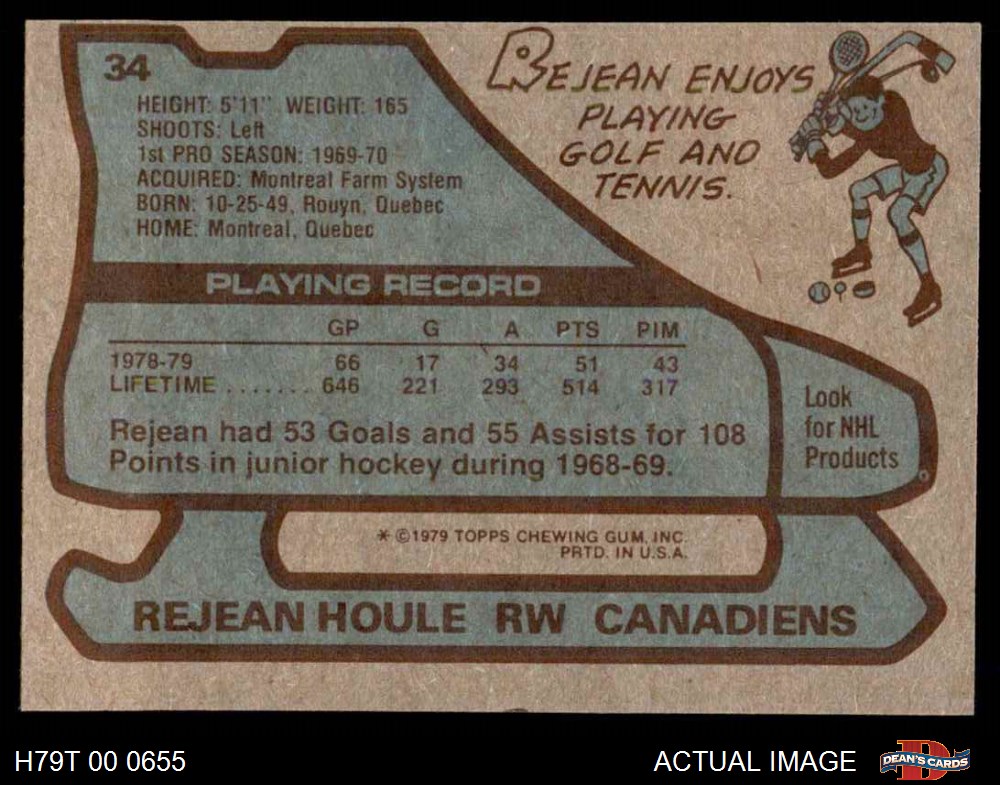 34
HEIGHT: 5'11" WEIGHT: 165
SHOOTS: Left
1st PRO SEASON: 1969-70
ACQUIRED: Montreal Farm System
BORN: 10-25-49, Rouyn, Quebec
HOME: Montreal, Quebec
REJEAN ENJOYS
PLAYING
GOLF AND
TENNIS.
PLAYING RECORD
GP G A PTS PIM
1978-79 66 17 34 51 43
LIFETIME ....... 646 221 293 514 317
Rejean had 53 Goals and 55 Assists for 108
Points in junior hockey during 1968-69.
Look
for NHL
Products
* ©1979 TOPPS CHEWING GUM, INC.
PRTD. IN U.S.A.
REJEAN HOULE RW CANADIENS
H79T 00 0655
ACTUAL IMAGE
D
DEAN'S CARDS